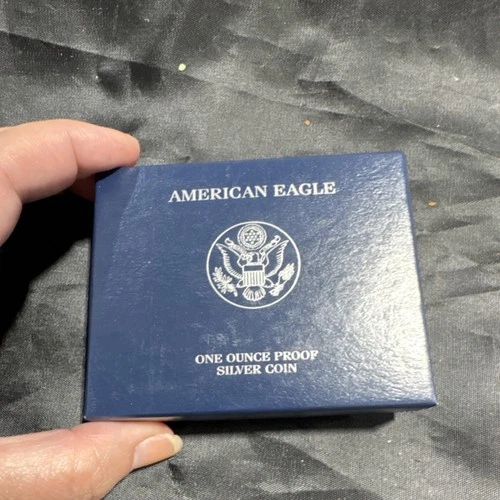 AMERICAN EAGLE
ONE OUNCE PROOF
SILVER COIN